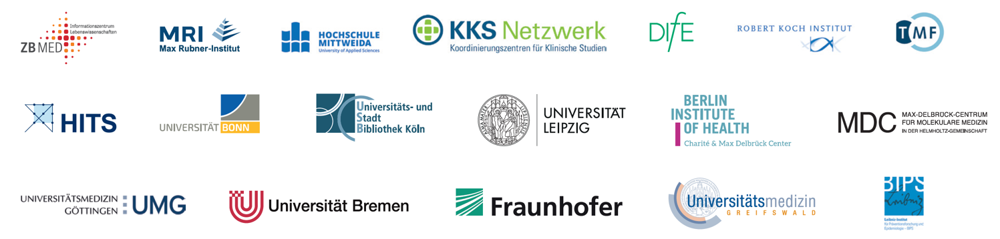 Informationszentrum
Lebenswissenschaften
ZB MED
MRI
Max Rubner-Institut
HOCHSCHULE
MITTWEIDA
University of Applied Sciences
KKS Netzwerk
Koordinierungszentren für Klinische Studien
DIfE
ROBERT KOCH INSTITUT
TMF
HITS
UNIVERSITÄT BONN
Universitäts- und
Stadt
Bibliothek Köln
ALMA MATER LIPSIENSIS
UNIVERSITÄT
LEIPZIG
BERLIN
INSTITUTE
OF HEALTH
Charité & Max Delbrück Center
MDC
MAX-DELBRÜCK-CENTRUM
FÜR MOLEKULARE MEDIZIN
IN DER HELMHOLTZ-GEMEINSCHAFT
UNIVERSITÄTSMEDIZIN
GÖTTINGEN
UMG
Universität Bremen
Fraunhofer
Universitätsmedizin
GREIFSWALD
BIPS
Leibniz
Leibniz-Institut
für Präventionsforschung und
Epidemiologie – BIPS